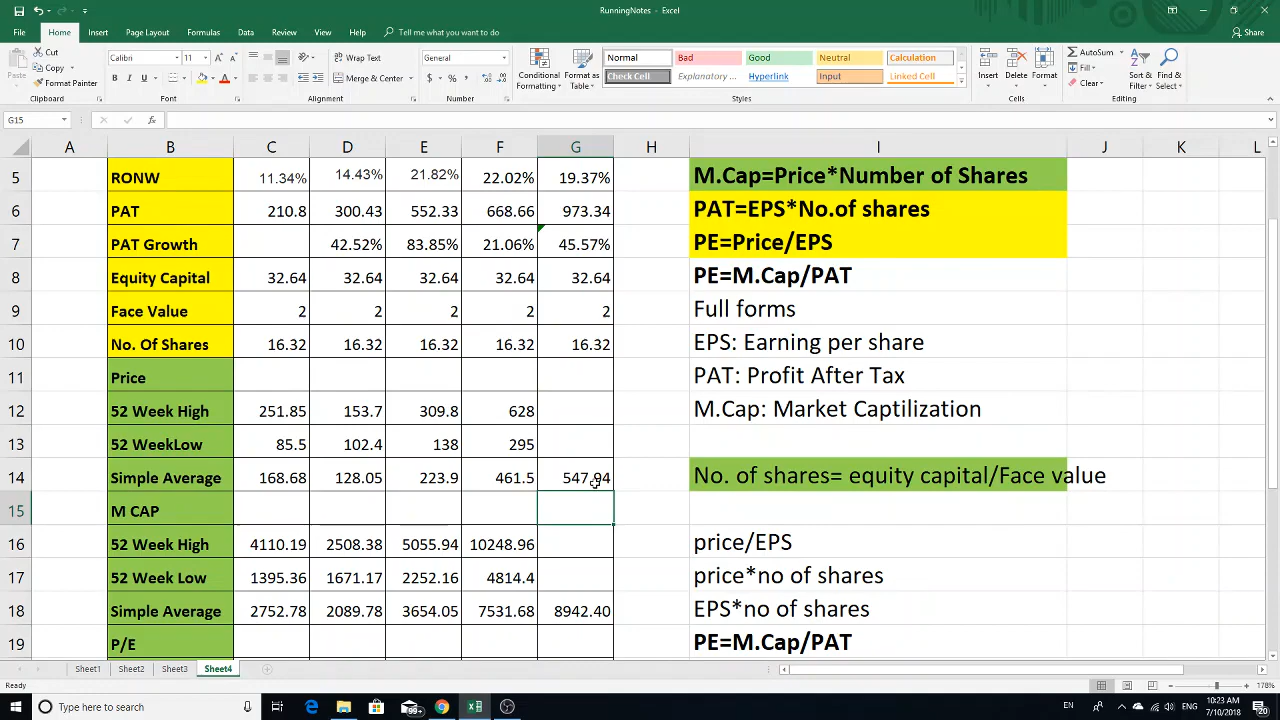 RunningNotes - Excel
File Home Insert Page Layout Formulas Data Review View Help Tell me what you want to do Share
Cut
Copy
Paste
Format Painter
Clipboard
Calibri 11
B I U
Font
Wrap Text
Merge & Center
Alignment
General
$ % ,
Number
Conditional Formatting
Format as Table
Normal Bad Good Neutral Calculation
Check Cell Explanatory ... Hyperlink Input Linked Cell
Styles
Insert Delete Format
Cells
AutoSum
Fill
Clear
Sort & Filter
Find & Select
Editing
G15 fx
A B C D E F G H I J K L
5 RONW 11.34% 14.43% 21.82% 22.02% 19.37% M.Cap=Price*Number of Shares
6 PAT 210.8 300.43 552.33 668.66 973.34 PAT=EPS*No.of shares
7 PAT Growth 42.52% 83.85% 21.06% 45.57% PE=Price/EPS
8 Equity Capital 32.64 32.64 32.64 32.64 32.64 PE=M.Cap/PAT
9 Face Value 2 2 2 2 2 Full forms
10 No. Of Shares 16.32 16.32 16.32 16.32 16.32 EPS: Earning per share
11 Price PAT: Profit After Tax
12 52 Week High 251.85 153.7 309.8 628 M.Cap: Market Captilization
13 52 WeekLow 85.5 102.4 138 295
14 Simple Average 168.68 128.05 223.9 461.5 547.94 No. of shares= equity capital/Face value
15 M CAP
16 52 Week High 4110.19 2508.38 5055.94 10248.96 price/EPS
17 52 Week Low 1395.36 1671.17 2252.16 4814.4 price*no of shares
18 Simple Average 2752.78 2089.78 3654.05 7531.68 8942.40 EPS*no of shares
19 P/E PE=M.Cap/PAT
Sheet1 Sheet2 Sheet3 Sheet4
Ready 178%
Type here to search 99+ EN 10:23 AM
7/10/2018 20